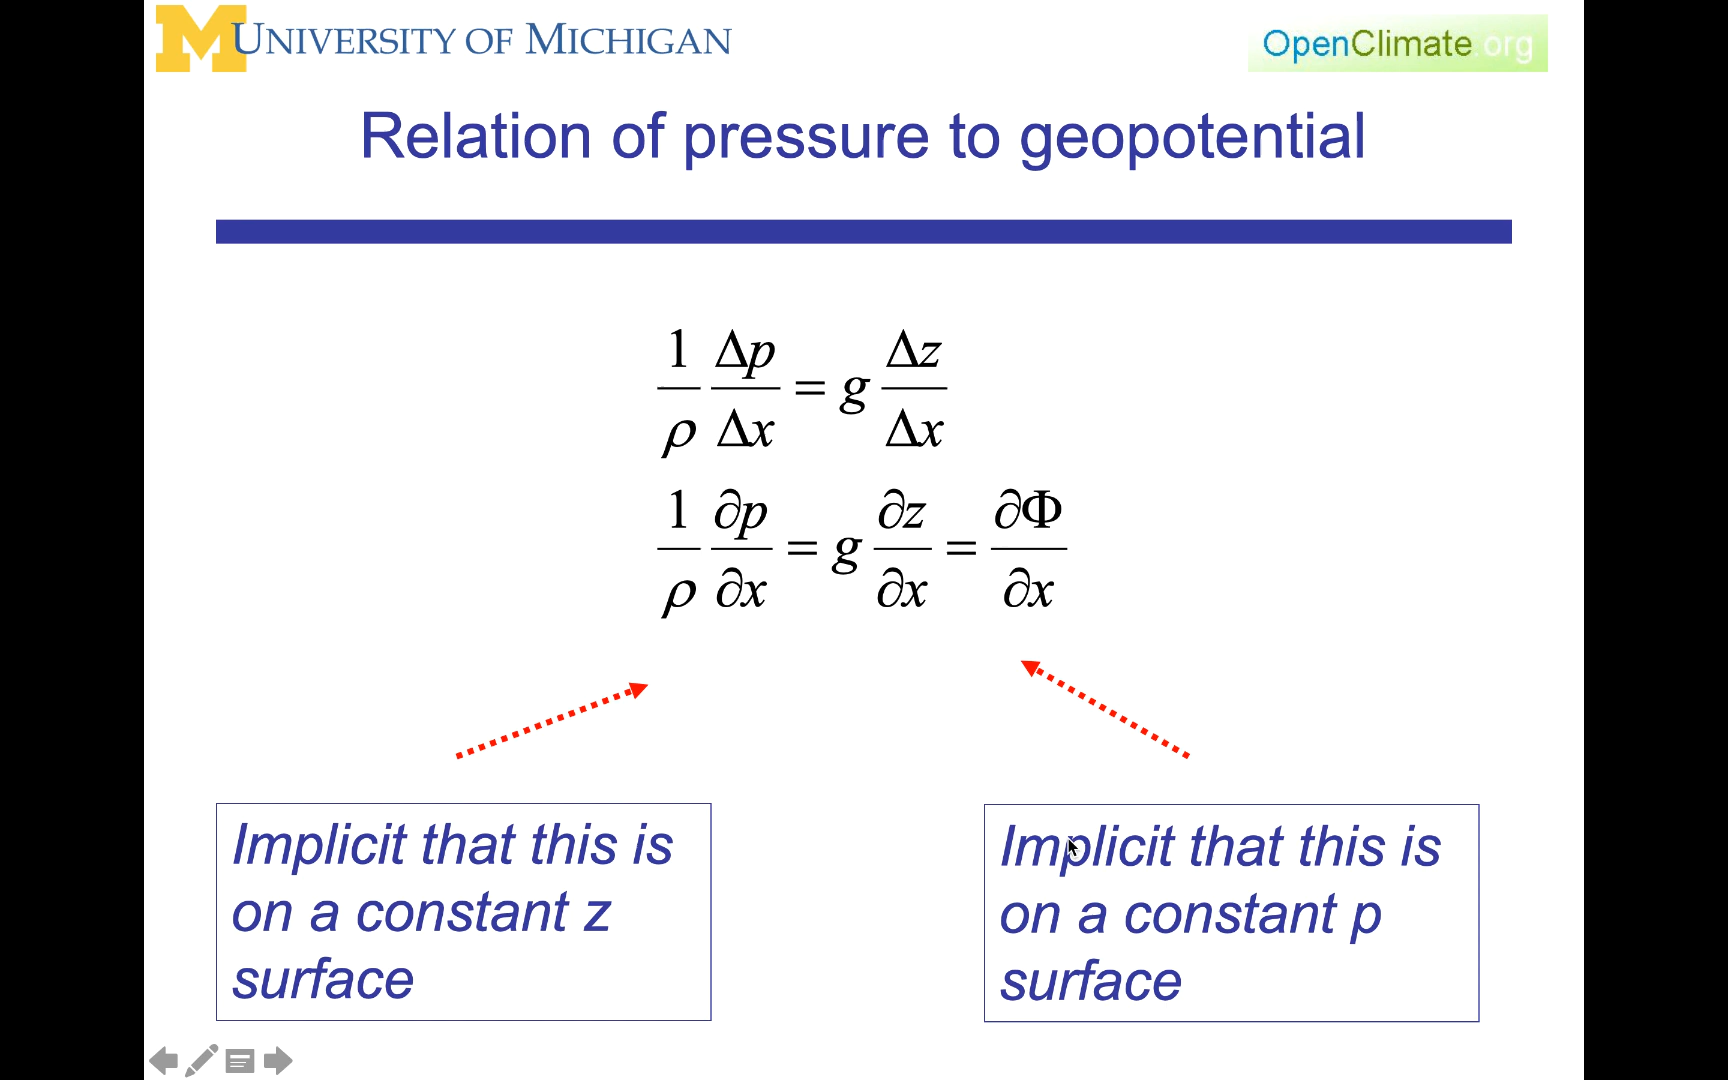 M UNIVERSITY OF MICHIGAN
OpenClimate.org
Relation of pressure to geopotential
1/ρ Δp/Δx = g Δz/Δx
1/ρ ∂p/∂x = g ∂z/∂x = ∂Φ/∂x
Implicit that this is
on a constant z
surface
Implicit that this is
on a constant p
surface